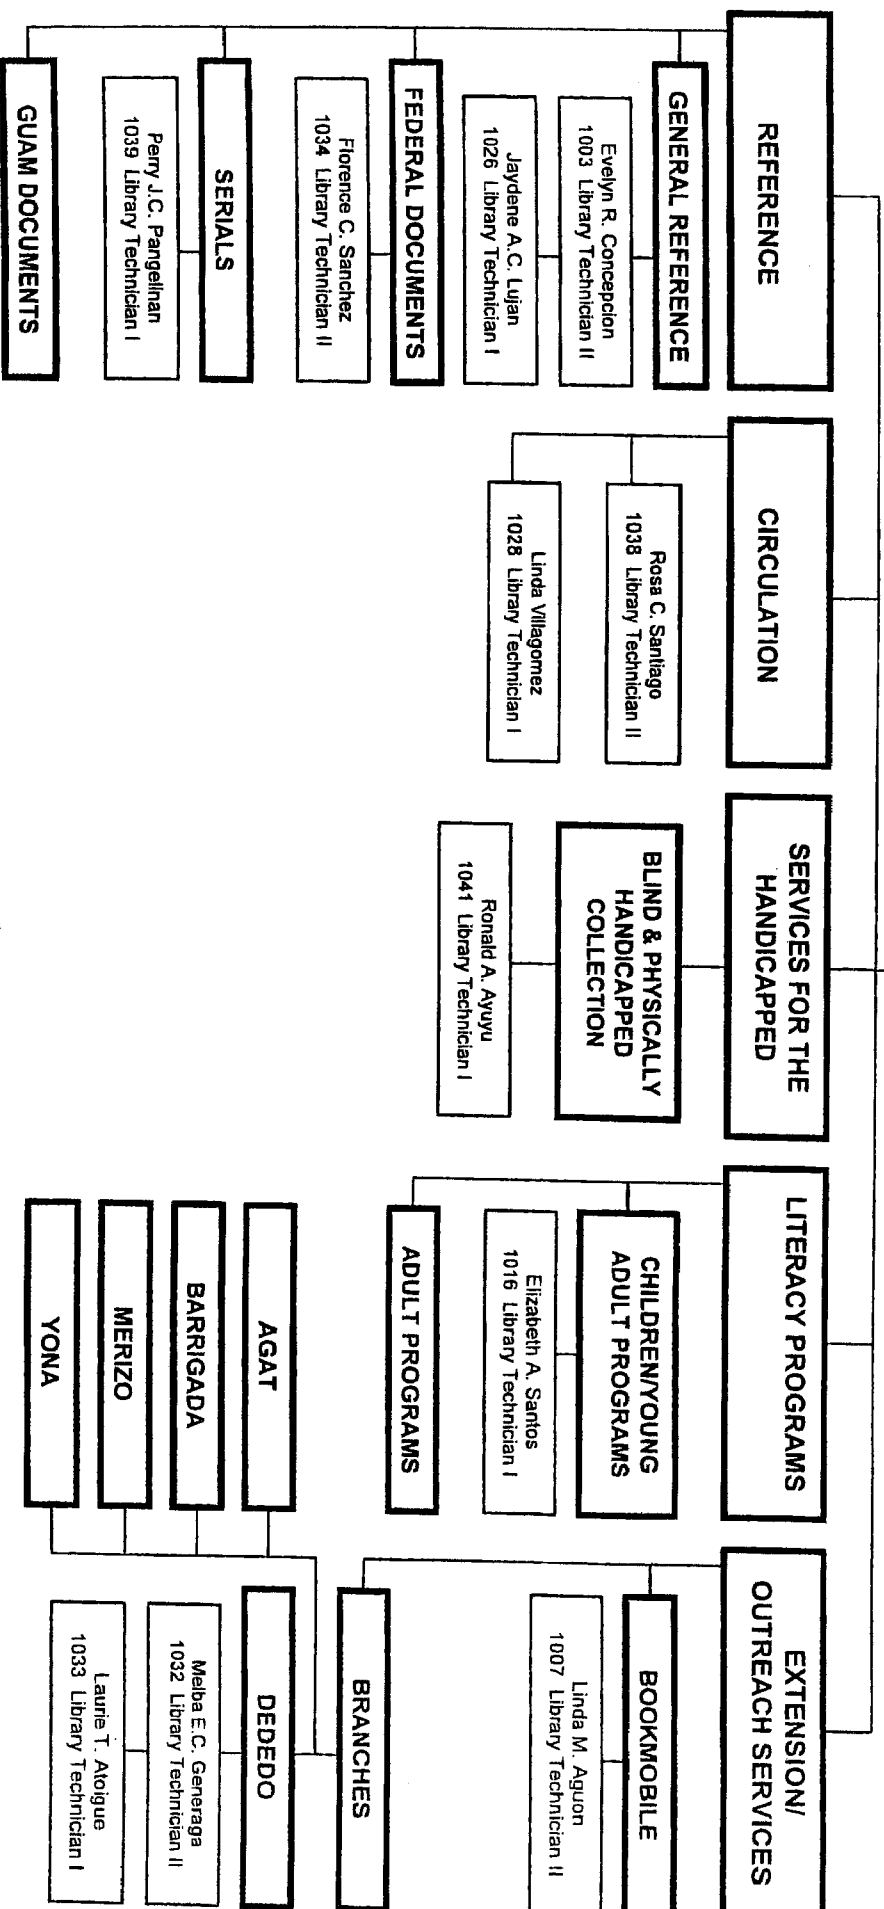 REFERENCE
GENERAL REFERENCE
Evelyn R. Concepcion
1003 Library Technician II
Jaydene A.C. Lujan
1026 Library Technician I
FEDERAL DOCUMENTS
Florence C. Sanchez
1034 Library Technician II
SERIALS
Perry J.C. Pangelinan
1039 Library Technician I
GUAM DOCUMENTS
CIRCULATION
Rosa C. Santiago
1038 Library Technician II
Linda Villagomez
1028 Library Technician I
SERVICES FOR THE
HANDICAPPED
BLIND & PHYSICALLY
HANDICAPPED
COLLECTION
Ronald A. Ayuyu
1041 Library Technician I
LITERACY PROGRAMS
CHILDREN/YOUNG
ADULT PROGRAMS
Elizabeth A. Santos
1016 Library Technician I
ADULT PROGRAMS
EXTENSION/
OUTREACH SERVICES
BOOKMOBILE
Linda M. Aguon
1007 Library Technician II
BRANCHES
DEDEDO
Melba E.C. Generaga
1032 Library Technician II
Laurie T. Atoigue
1033 Library Technician I
AGAT
BARRIGADA
MERIZO
YONA